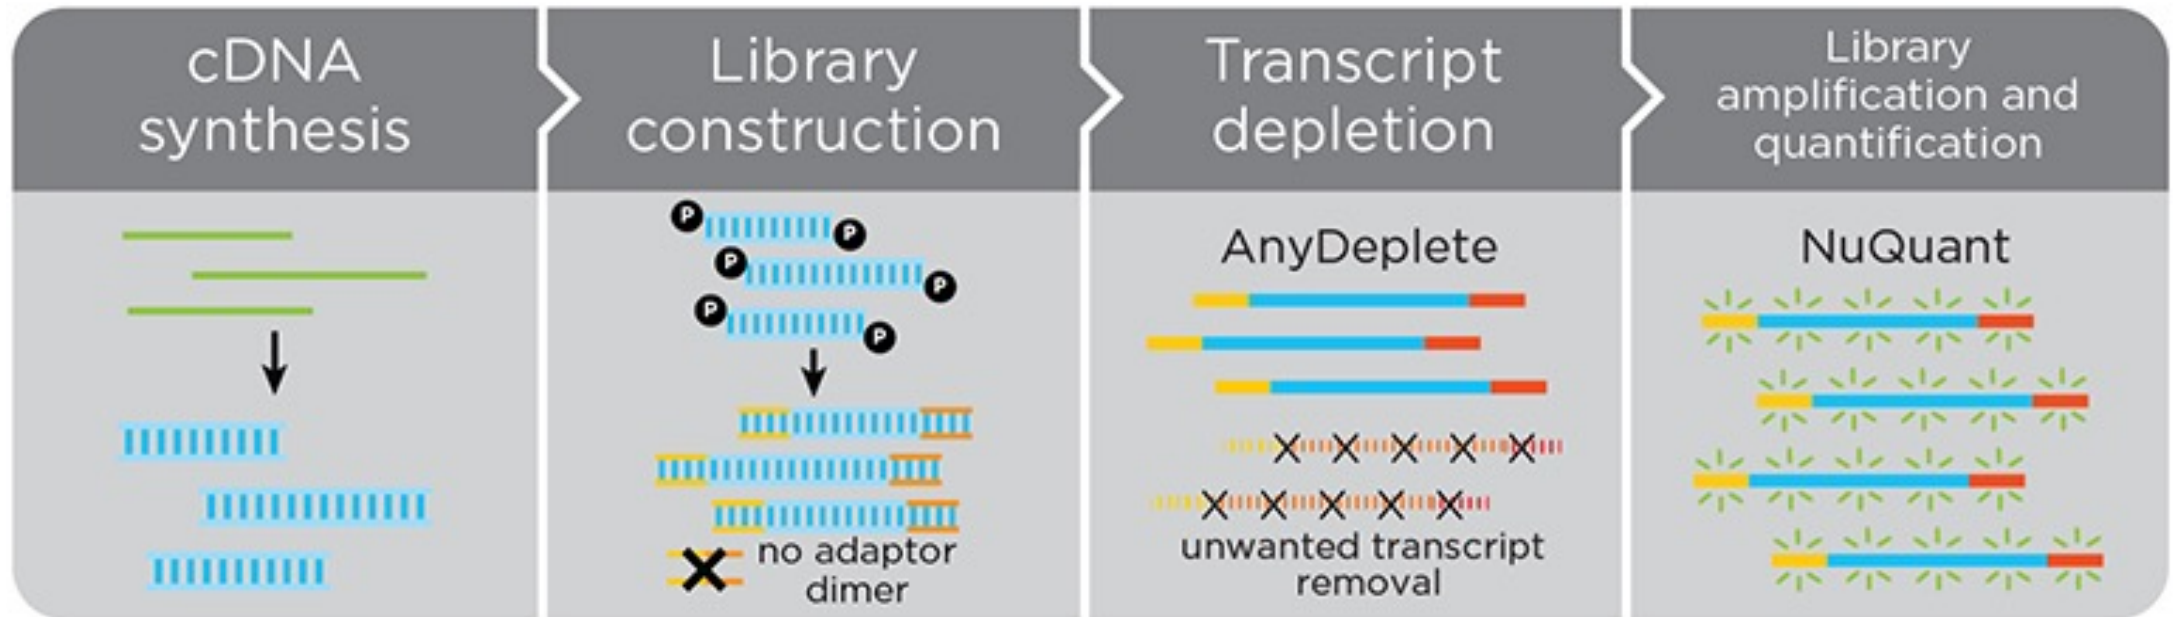 cDNA
synthesis
Library
construction
Transcript
depletion
Library
amplification and
quantification
P
P
P
P
P
P
no adaptor
dimer
AnyDeplete
unwanted transcript
removal
NuQuant